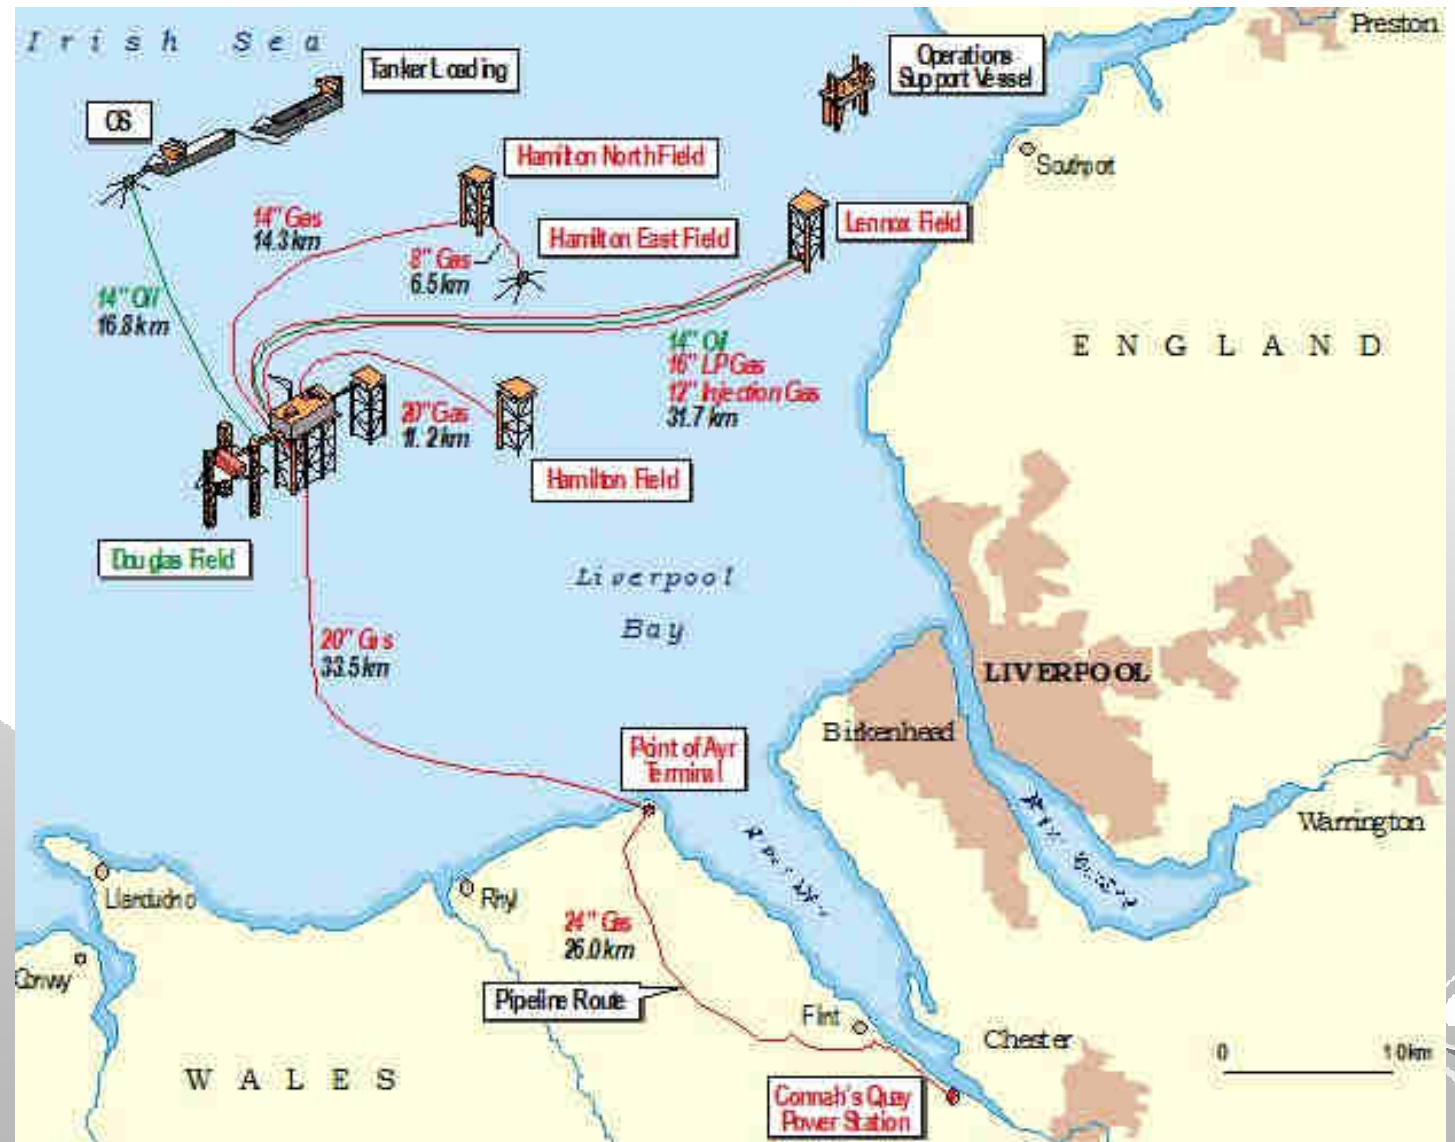 Irish Sea
Tanker Loading
OSI
Operations
Support Vessel
Preston
Hamilton North Field
Southport
14" Gas
14.3 km
Hamilton East Field
Lennox Field
8" Gas
6.5 km
14" Oil
16.8 km
14" Oil
16" LP Gas
12" Injection Gas
31.7 km
ENGLAND
20" Gas
11.2 km
Hamilton Field
Douglas Field
Liverpool
Bay
20" Gas
33.5 km
LIVERPOOL
Birkenhead
Point of Ayr
Terminal
Warrington
Llandudno
Rhyl
24" Gas
26.0 km
Conwy
Pipeline Route
Flint
Chester
0 10km
WALES
Connah's Quay
Power Station